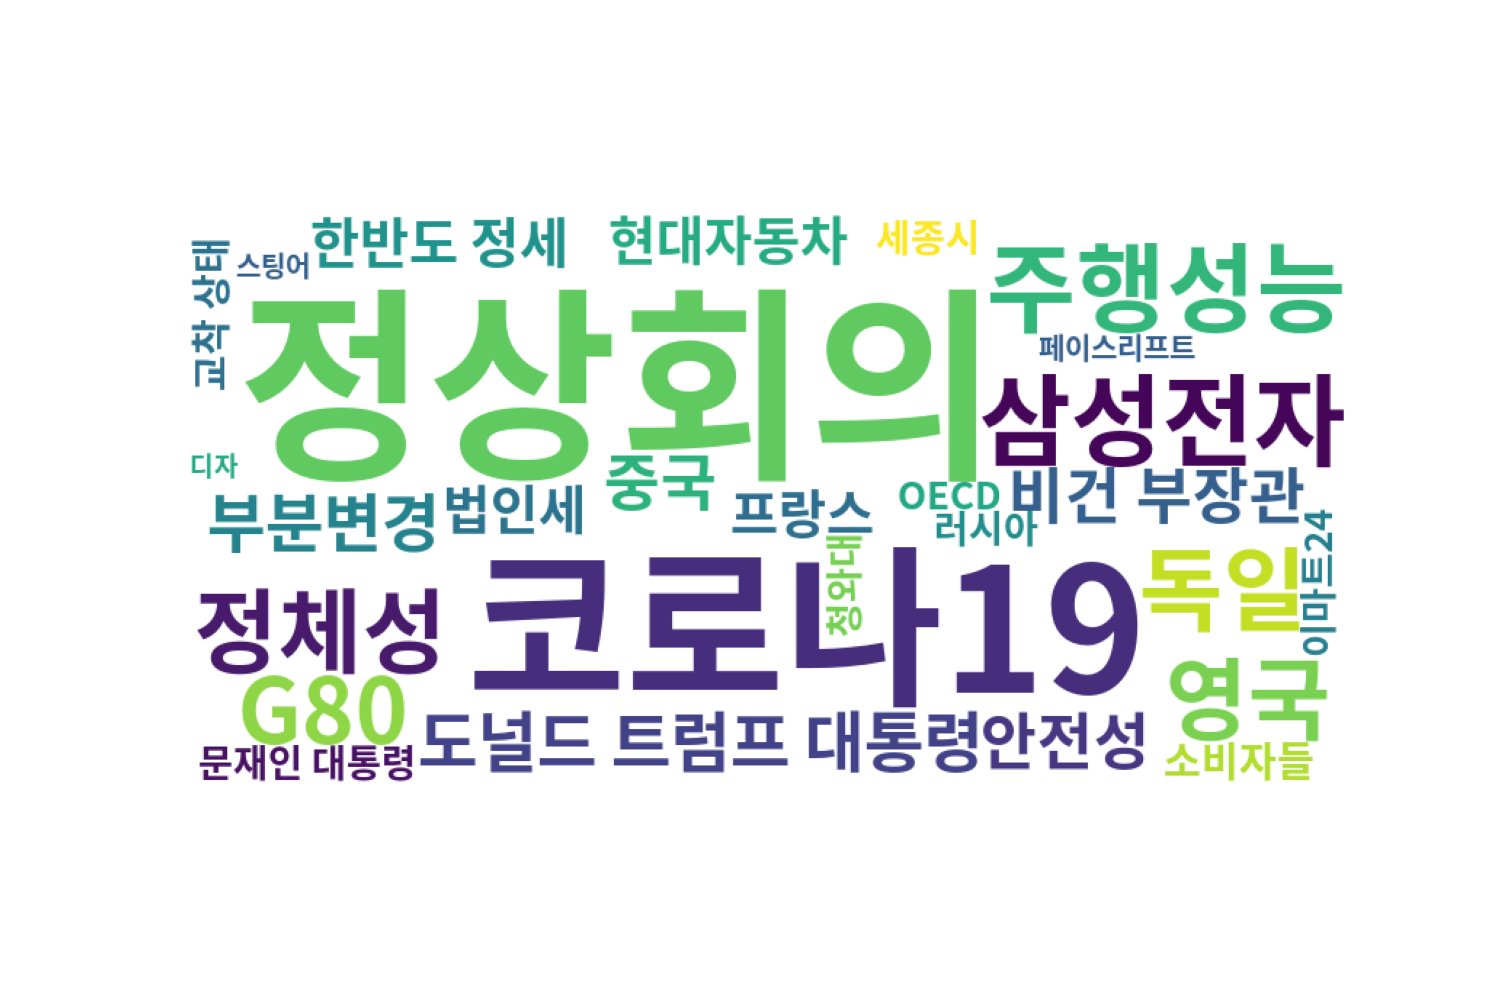 한반도 정세
현대자동차
세종시
교착 상태
스팅어
주행성능
정상회의
페이스리프트
삼성전자
디자
부분변경
법인세
중국
프랑스
OECD
러시아
비건 부장관
이마트24
청와대
코로나19
독일
정체성
영국
G80
도널드 트럼프 대통령
안전성
문재인 대통령
소비자들